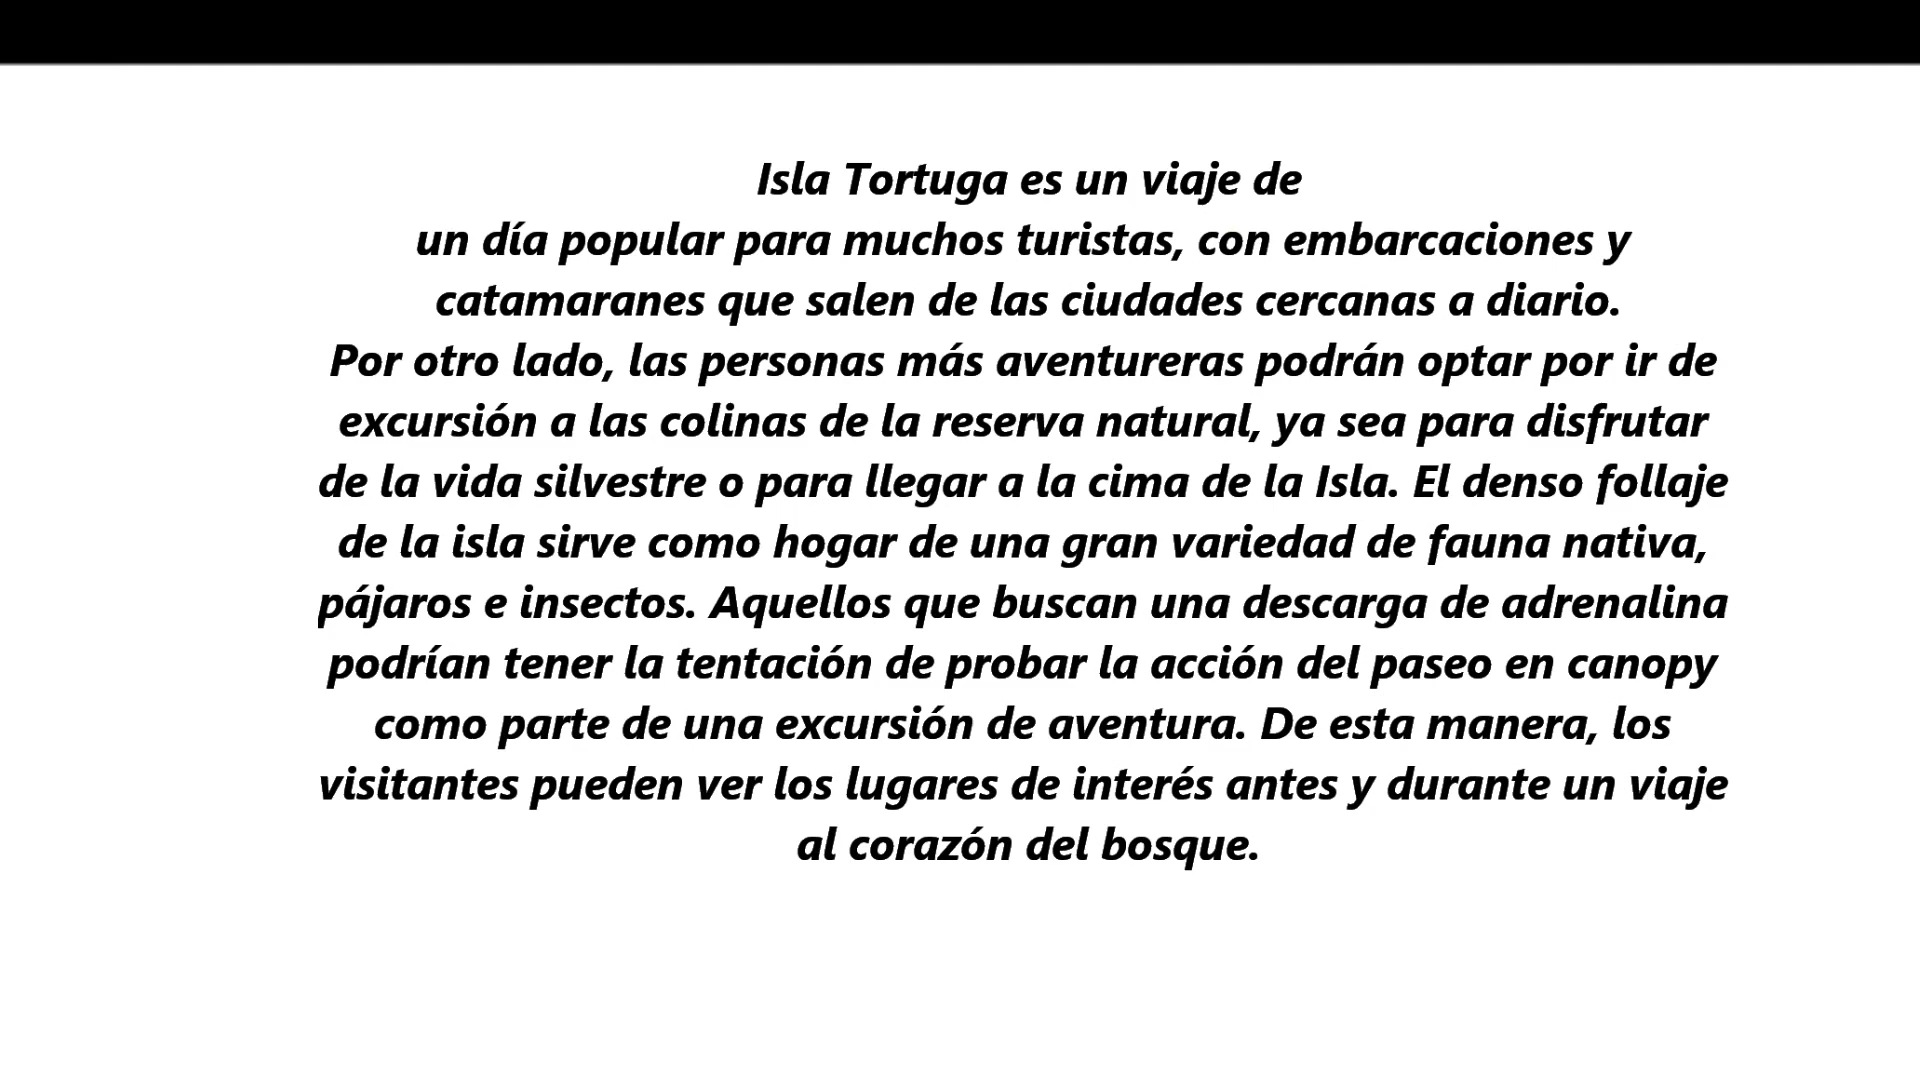 Isla Tortuga es un viaje de
un día popular para muchos turistas, con embarcaciones y
catamaranes que salen de las ciudades cercanas a diario.
Por otro lado, las personas más aventureras podrán optar por ir de
excursión a las colinas de la reserva natural, ya sea para disfrutar
de la vida silvestre o para llegar a la cima de la Isla. El denso follaje
de la isla sirve como hogar de una gran variedad de fauna nativa,
pájaros e insectos. Aquellos que buscan una descarga de adrenalina
podrían tener la tentación de probar la acción del paseo en canopy
como parte de una excursión de aventura. De esta manera, los
visitantes pueden ver los lugares de interés antes y durante un viaje
al corazón del bosque.